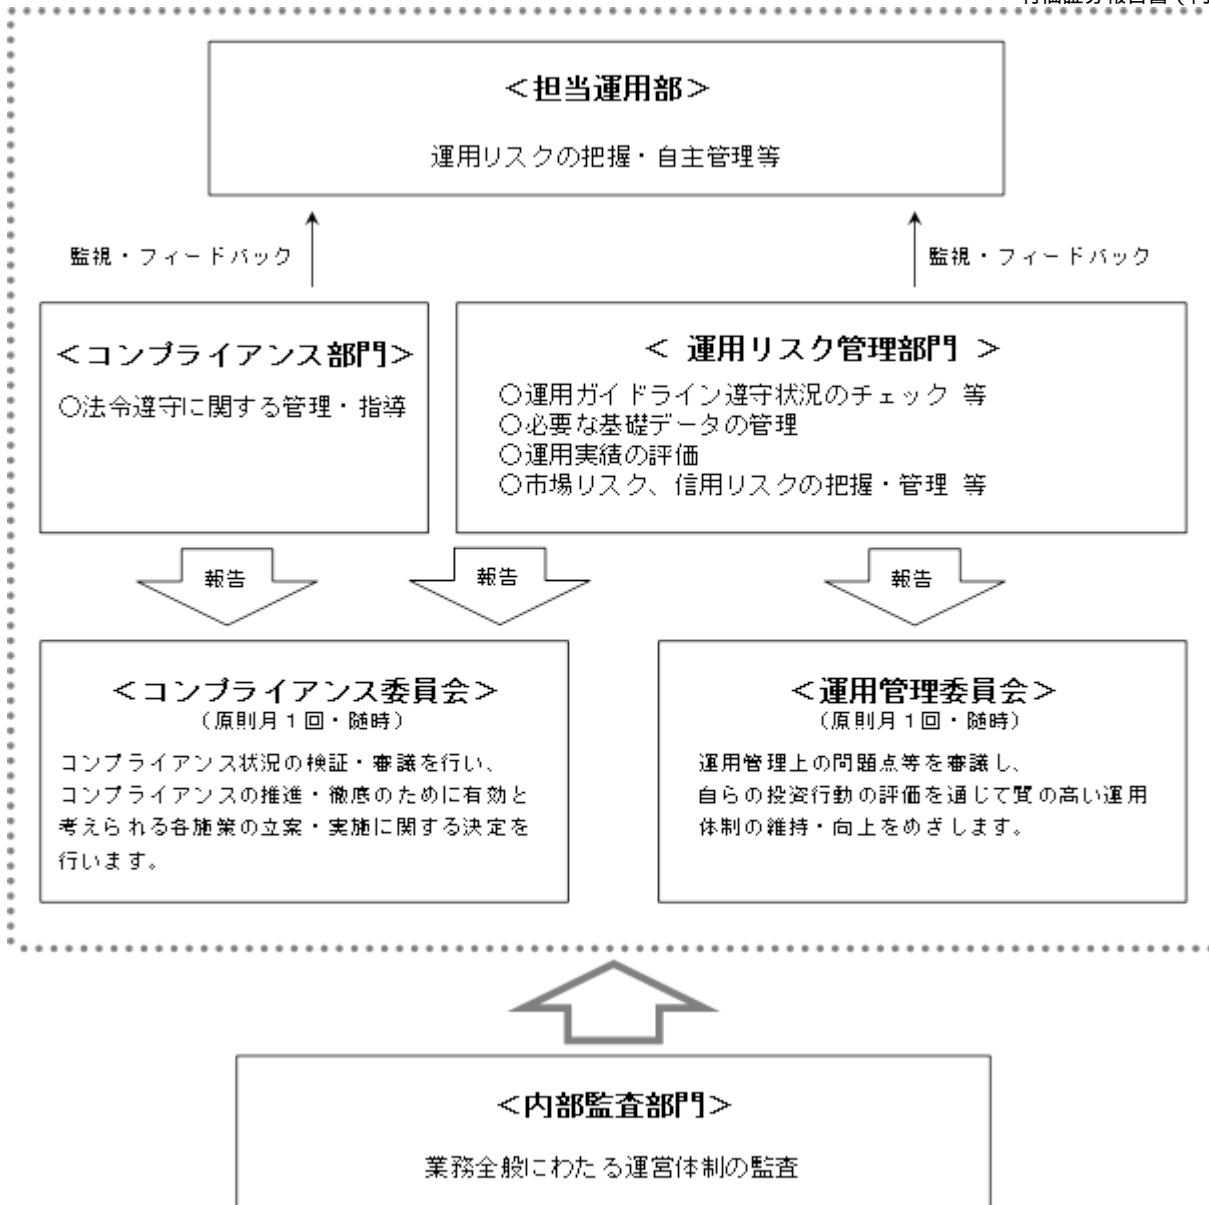 ＜担当運用部＞
運用リスクの把握・自主管理等
監視・フィードバック
監視・フィードバック
＜コンプライアンス部門＞
○法令遵守に関する管理・指導
＜ 運用リスク管理部門 ＞
○運用ガイドライン遵守状況のチェック 等
○必要な基礎データの管理
○運用実績の評価
○市場リスク、信用リスクの把握・管理 等
報告
報告
報告
＜コンプライアンス委員会＞
（原則月１回・随時）
コンプライアンス状況の検証・審議を行い、
コンプライアンスの推進・徹底のために有効と
考えられる各施策の立案・実施に関する決定を
行います。
＜運用管理委員会＞
（原則月１回・随時）
運用管理上の問題点等を審議し、
自らの投資行動の評価を通じて質の高い運用
体制の維持・向上をめざします。
＜内部監査部門＞
業務全般にわたる運営体制の監査